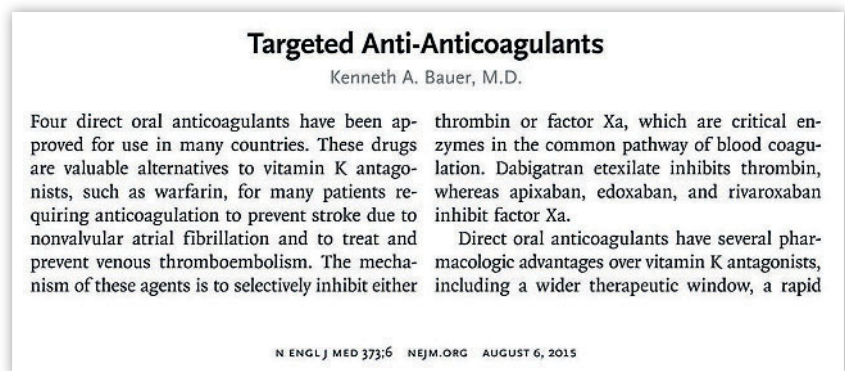 Targeted Anti-Anticoagulants
Kenneth A. Bauer, M.D.
Four direct oral anticoagulants have been ap-
proved for use in many countries. These drugs
are valuable alternatives to vitamin K antago-
nists, such as warfarin, for many patients re-
quiring anticoagulation to prevent stroke due to
nonvalvular atrial fibrillation and to treat and
prevent venous thromboembolism. The mecha-
nism of these agents is to selectively inhibit either
thrombin or factor Xa, which are critical en-
zymes in the common pathway of blood coagu-
lation. Dabigatran etexilate inhibits thrombin,
whereas apixaban, edoxaban, and rivaroxaban
inhibit factor Xa.
Direct oral anticoagulants have several phar-
macologic advantages over vitamin K antagonists,
including a wider therapeutic window, a rapid
N ENGL J MED 373;6 NEJM.ORG AUGUST 6, 2015